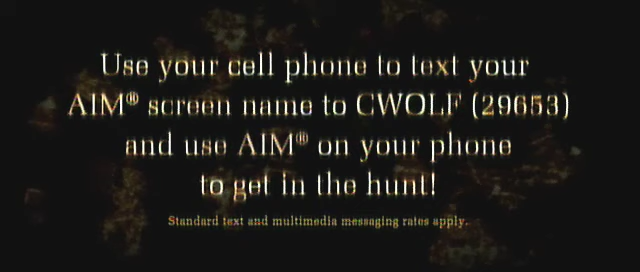 Use your cell phone to text your
AIM® screen name to CWOLF (29653)
and use AIM® on your phone
to get in the hunt!
Standard text and multimedia messaging rates apply.